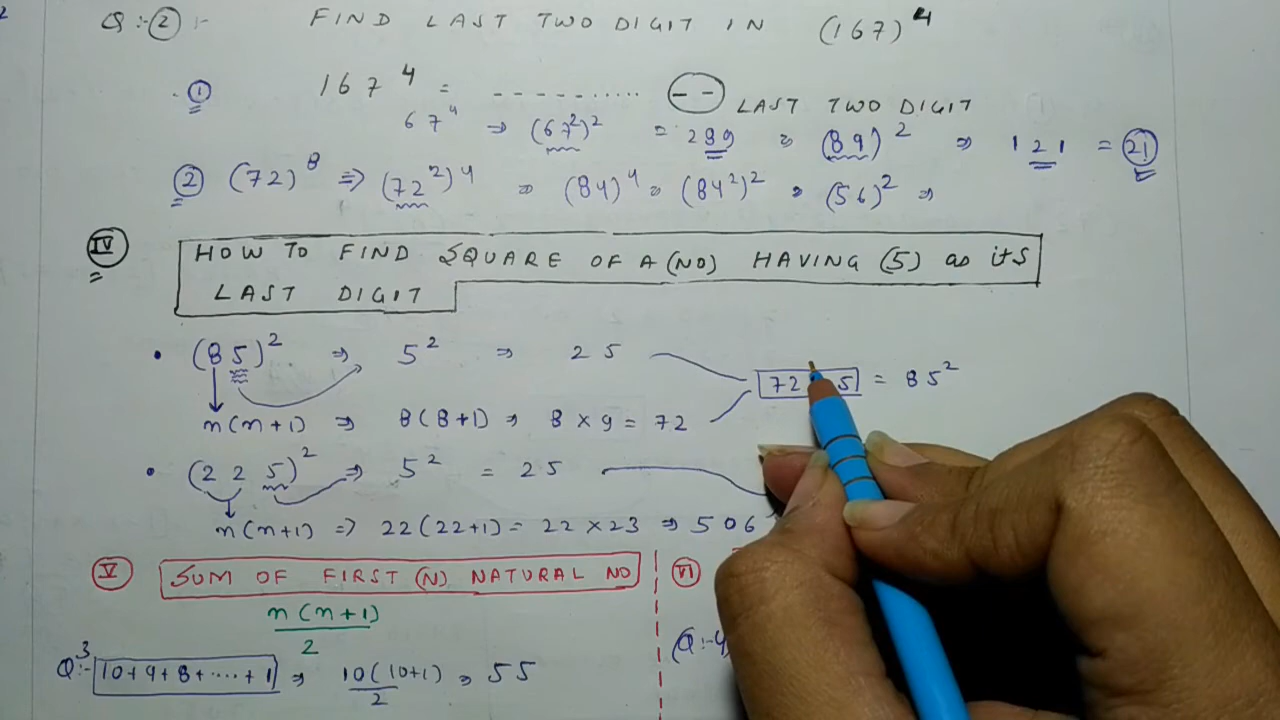 2
Q:-② :- FIND LAST TWO DIGIT IN (167)⁴
① 167⁴ = - - - - - - ..... -- LAST TWO DIGIT
67⁴ ⇒ (67²)² = 289 ⇒ (89)² ⇒ 121 = 21
② (72)⁸ ⇒ (72²)⁴ ⇒ (84)⁴ ⇒ (84²)² ⇒ (56)² ⇒
IV HOW TO FIND SQUARE OF A (NO) HAVING (5) as itS
LAST DIGIT
• (85)² ⇒ 5² ⇒ 25
72 5 = 85²
n(n+1) ⇒ 8(8+1) ⇒ 8 × 9 = 72
• (225)² ⇒ 5² = 25
n(n+1) ⇒ 22(22+1) = 22 × 23 ⇒ 506
V SUM OF FIRST (N) NATURAL NO
n(n+1)
2
VI
Q:-3 10+9+8+....+1 ⇒ 10(10+1) ⇒ 55
2
(Q:-4